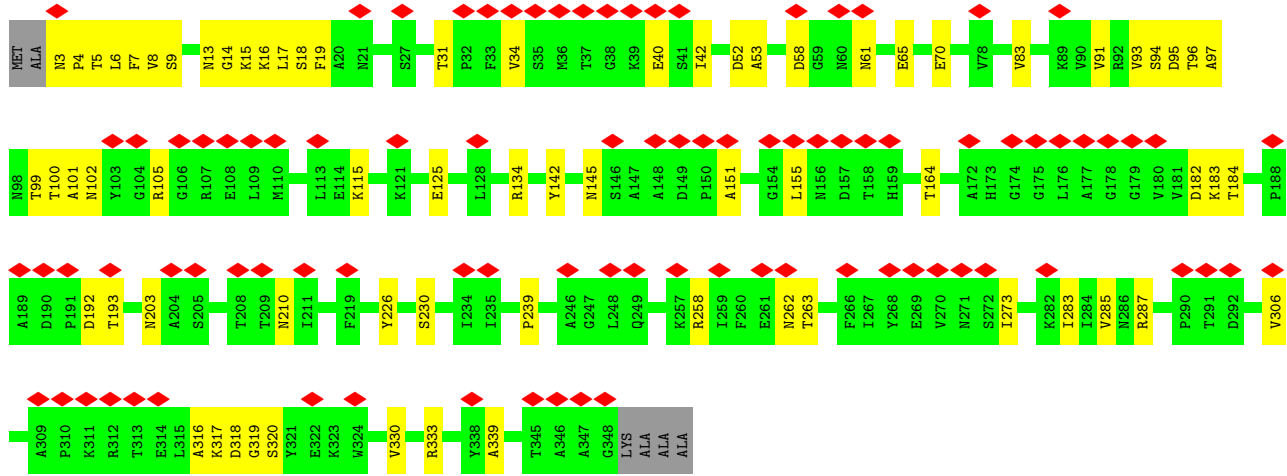 MET ALA N3 P4 T5 L6 F7 V8 S9 N13 G14 K15 K16 L17 S18 F19 A20 N21 S27 T31 P32 F33 V34 S35 M36 T37 G38 K39 E40 S41 I42 D52 A53 D58 G59 N60 N61 E65 E70 V78 V83 K89 V90 V91 R92 V93 S94 D95 T96 A97
N98 T99 T100 A101 N102 Y103 G104 R105 G106 R107 E108 L109 M110 L113 E114 K115 K121 E125 L128 R134 Y142 N145 S146 A147 A148 D149 P150 A151 G154 L155 N156 D157 T158 H159 T164 A172 H173 G174 G175 L176 A177 G178 G179 V180 V181 D182 K183 T184 P188
A189 D190 P191 D192 T193 N203 A204 S205 T208 T209 N210 I211 F219 Y226 S230 I234 I235 P239 A246 G247 L248 Q249 K257 R258 I259 F260 E261 N262 T263 F266 I267 Y268 E269 V270 N271 S272 I273 K282 I283 I284 V285 N286 R287 P290 T291 D292 V306
A309 P310 K311 R312 T313 E314 L315 A316 K317 D318 G319 S320 Y321 E322 K323 W324 V330 R333 Y338 A339 T345 A346 A347 G348 LYS ALA ALA ALA